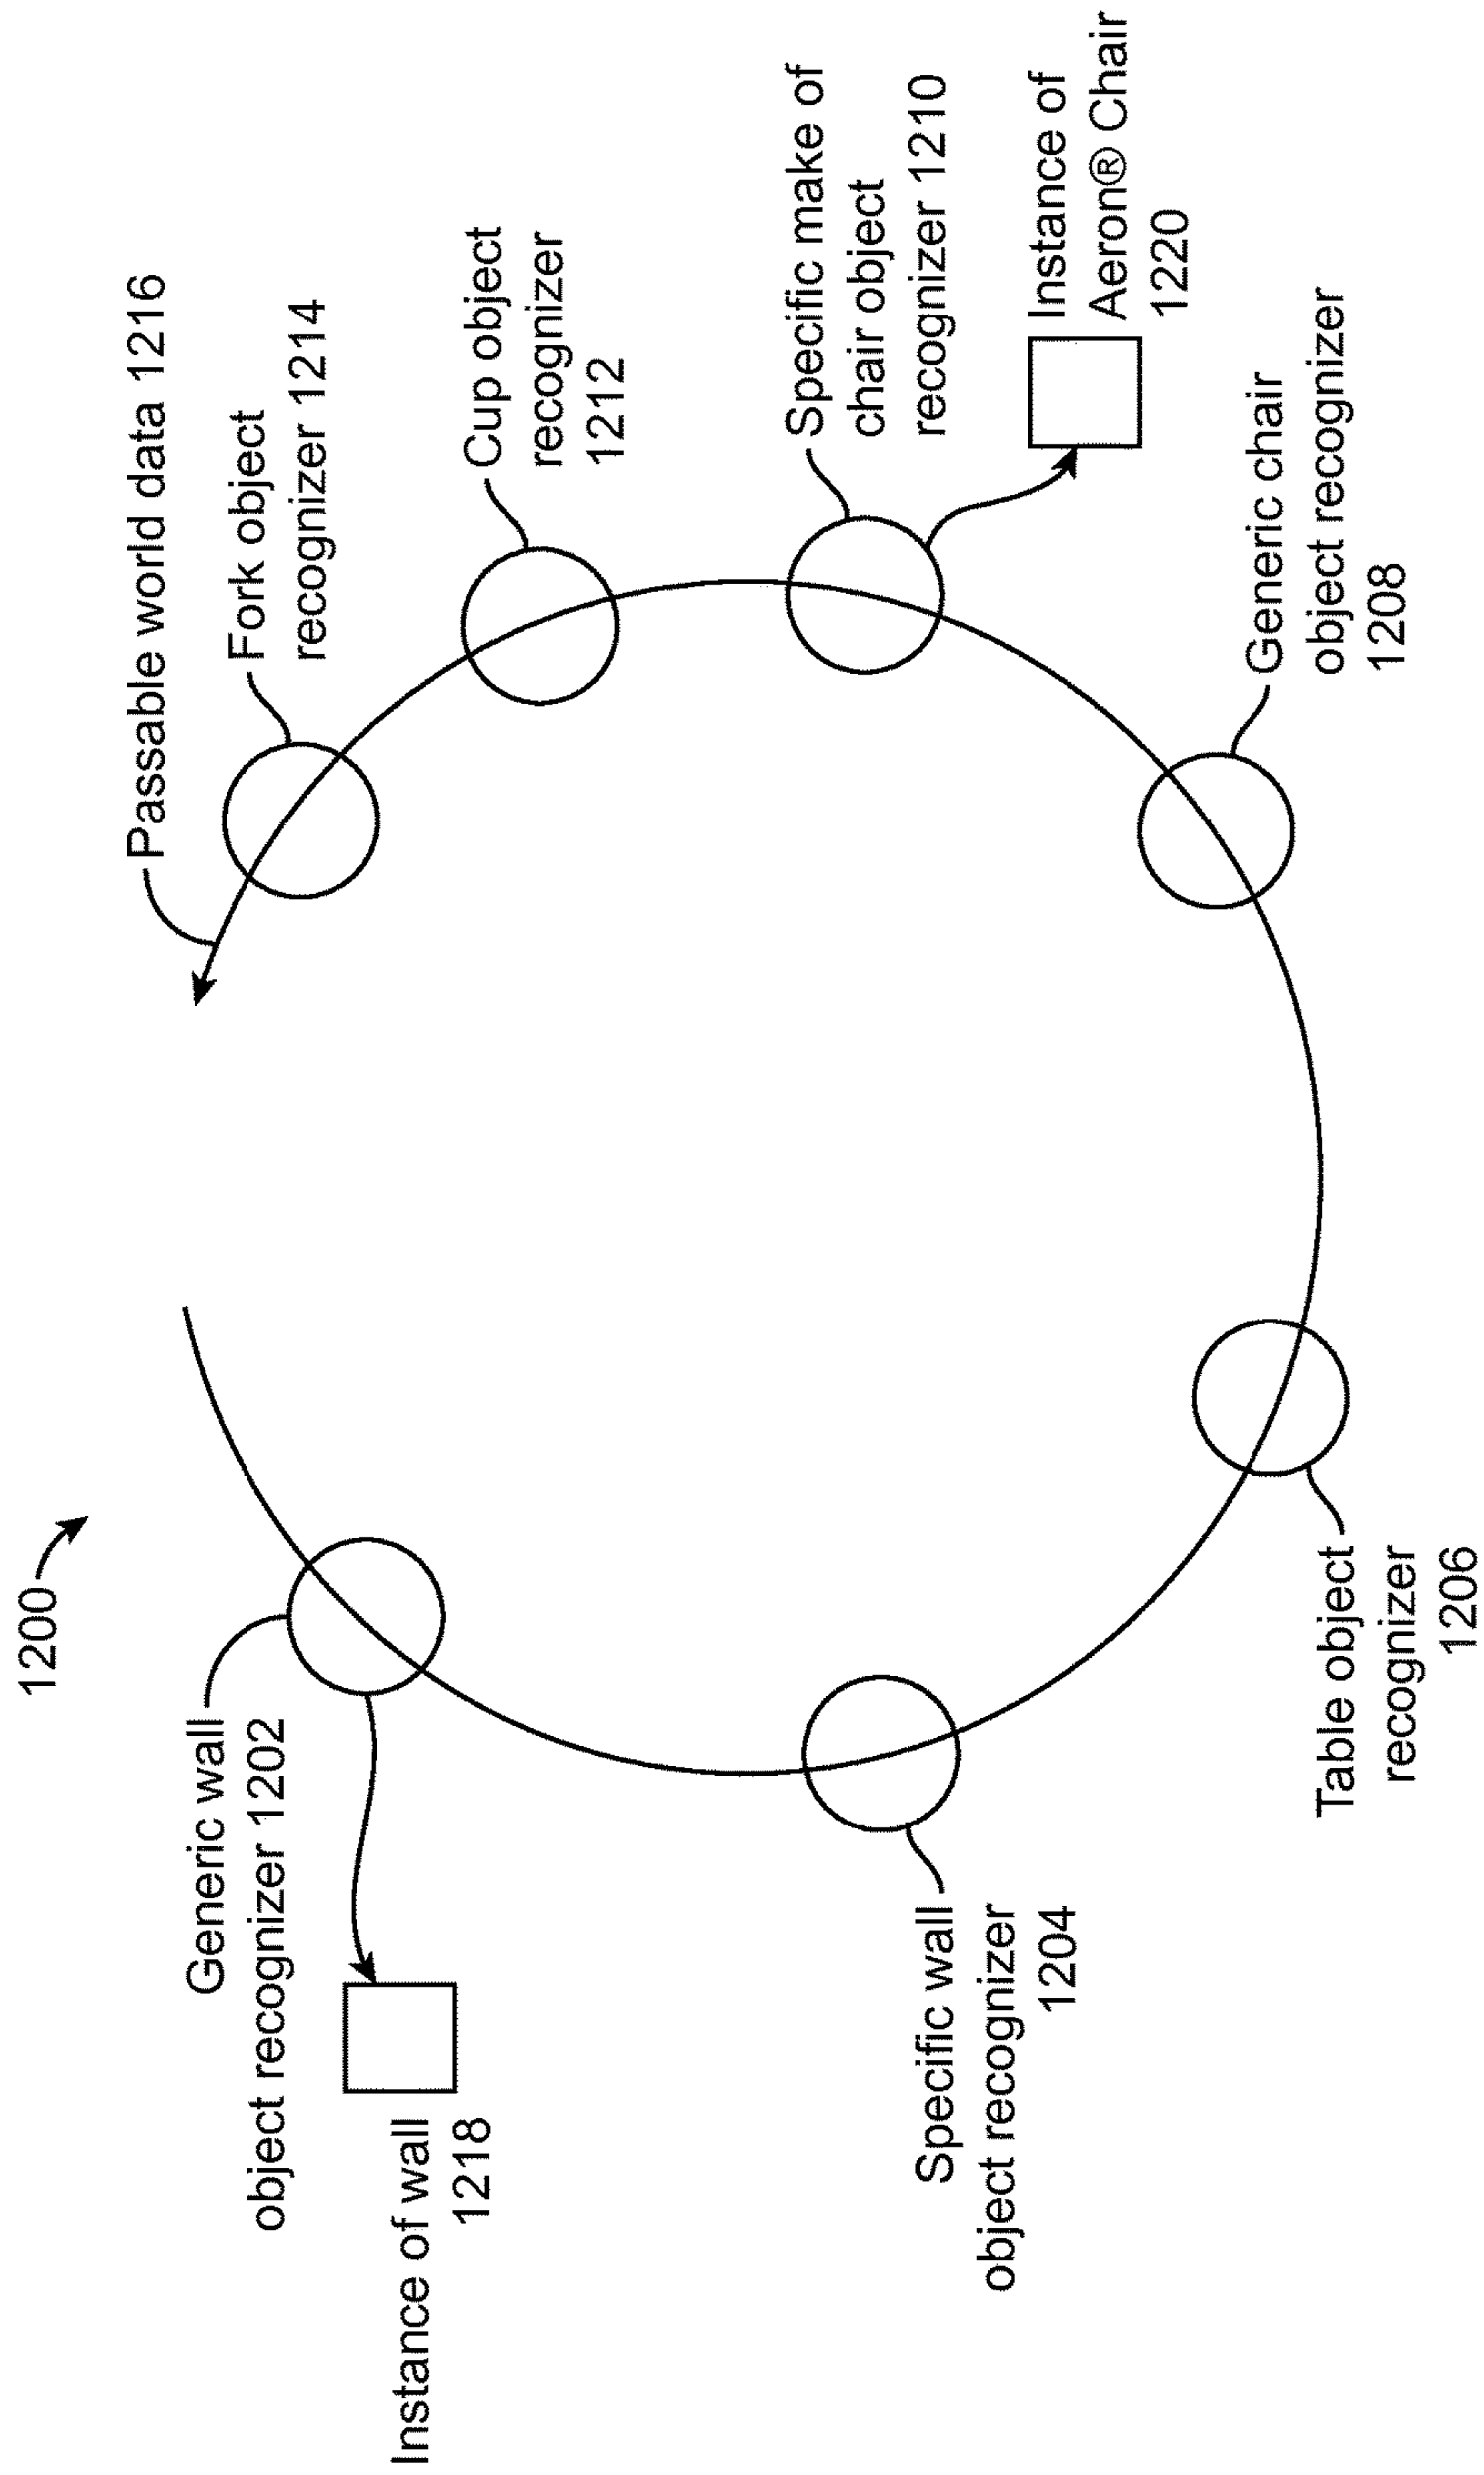 1200
Passable world data 1216
Generic wall
object recognizer 1202
Fork object
recognizer 1214
Instance of wall
1218
Cup object
recognizer
1212
Specific make of
chair object
recognizer 1210
Specific wall
object recognizer
1204
Instance of
Aeron® Chair
1220
Generic chair
object recognizer
1208
Table object
recognizer
1206